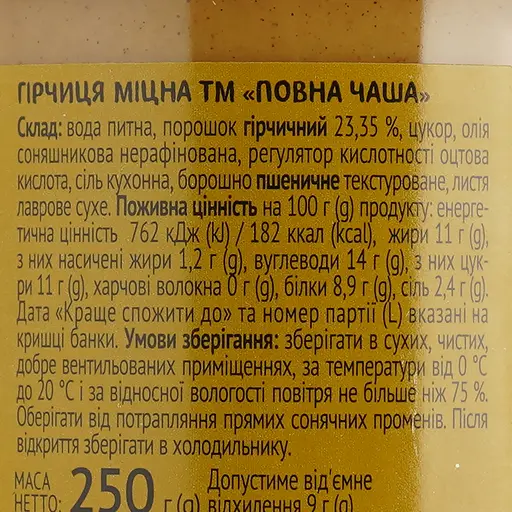 ГІРЧИЦЯ МІЦНА ТМ «ПОВНА ЧАША»
Склад: вода питна, порошок гірчичний 23,35 %, цукор, олія
соняшникова нерафінована, регулятор кислотності оцтова
кислота, сіль кухонна, борошно пшеничне текстуроване, листя
лаврове сухе. Поживна цінність на 100 г (g) продукту: енерге-
тична цінність 762 кДж (kJ) / 182 ккал (kcal), жири 11 г (g),
з них насичені жири 1,2 г (g), вуглеводи 14 г (g), з них цук-
ри 11 г (g), харчові волокна 0 г (g), білки 8,9 г (g), сіль 2,4 г (g).
Дата «Краще спожити до» та номер партії (L) вказані на
кришці банки. Умови зберігання: зберігати в сухих, чистих,
добре вентильованих приміщеннях, за температури від 0 °C
до 20 °C і за відносної вологості повітря не більше ніж 75 %.
Оберігати від потрапляння прямих сонячних променів. Після
відкриття зберігати в холодильнику.
МАСА НЕТТО: 250 г (g)
Допустиме від'ємне
відхилення 9 г (g)